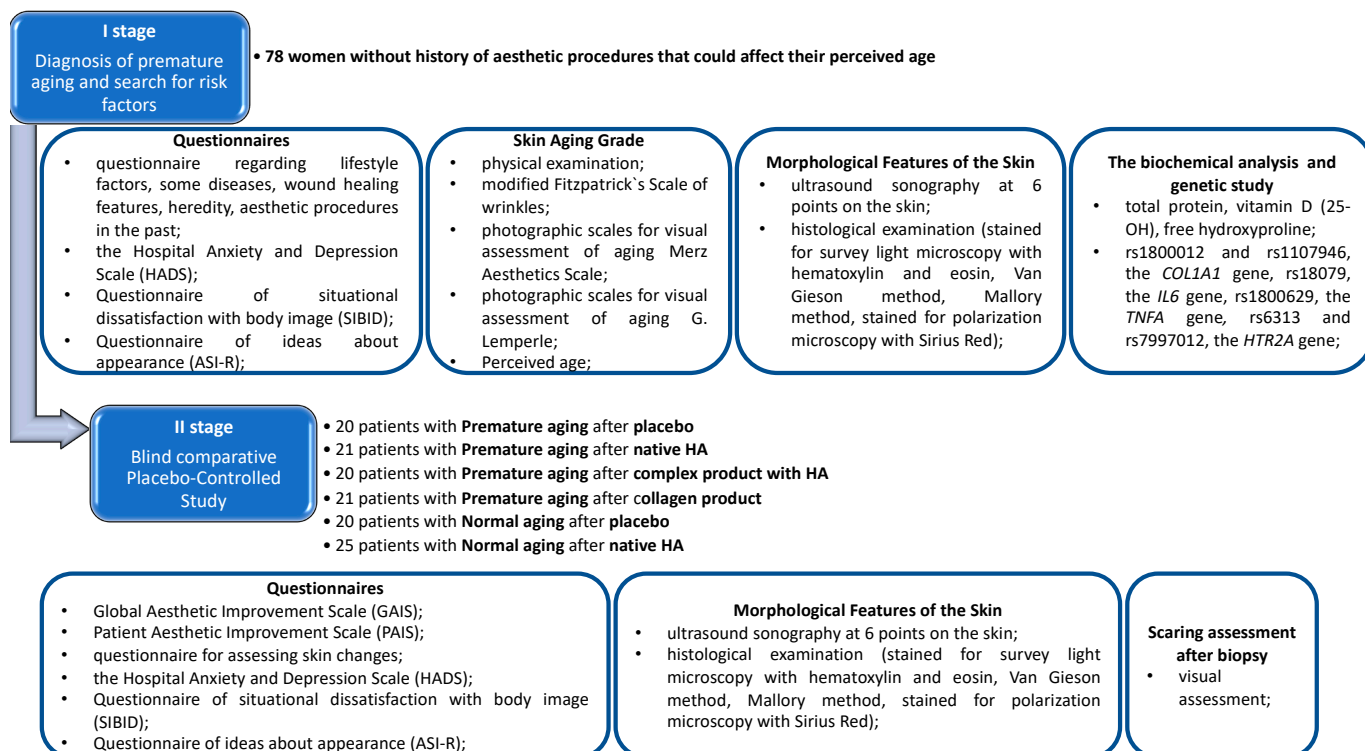 I stage
Diagnosis of premature
aging and search for risk
factors
• 78 women without history of aesthetic procedures that could affect their perceived age
Questionnaires
• questionnaire regarding lifestyle
factors, some diseases, wound healing
features, heredity, aesthetic procedures
in the past;
• the Hospital Anxiety and Depression
Scale (HADS);
• Questionnaire of situational
dissatisfaction with body image (SIBID);
• Questionnaire of ideas about
appearance (ASI-R);
Skin Aging Grade
• physical examination;
• modified Fitzpatrick`s Scale of
wrinkles;
• photographic scales for visual
assessment of aging Merz
Aesthetics Scale;
• photographic scales for visual
assessment of aging G.
Lemperle;
• Perceived age;
Morphological Features of the Skin
• ultrasound sonography at 6
points on the skin;
• histological examination (stained
for survey light microscopy with
hematoxylin and eosin, Van
Gieson method, Mallory
method, stained for polarization
microscopy with Sirius Red);
The biochemical analysis and
genetic study
• total protein, vitamin D (25-
OH), free hydroxyproline;
• rs1800012 and rs1107946,
the COL1A1 gene, rs18079,
the IL6 gene, rs1800629, the
TNFA gene, rs6313 and
rs7997012, the HTR2A gene;
II stage
Blind comparative
Placebo-Controlled
Study
• 20 patients with Premature aging after placebo
• 21 patients with Premature aging after native HA
• 20 patients with Premature aging after complex product with HA
• 21 patients with Premature aging after collagen product
• 20 patients with Normal aging after placebo
• 25 patients with Normal aging after native HA
Questionnaires
• Global Aesthetic Improvement Scale (GAIS);
• Patient Aesthetic Improvement Scale (PAIS);
• questionnaire for assessing skin changes;
• the Hospital Anxiety and Depression Scale (HADS);
• Questionnaire of situational dissatisfaction with body image
(SIBID);
• Questionnaire of ideas about appearance (ASI-R);
Morphological Features of the Skin
• ultrasound sonography at 6 points on the skin;
• histological examination (stained for survey light
microscopy with hematoxylin and eosin, Van Gieson
method, Mallory method, stained for polarization
microscopy with Sirius Red);
Scaring assessment
after biopsy
• visual
assessment;